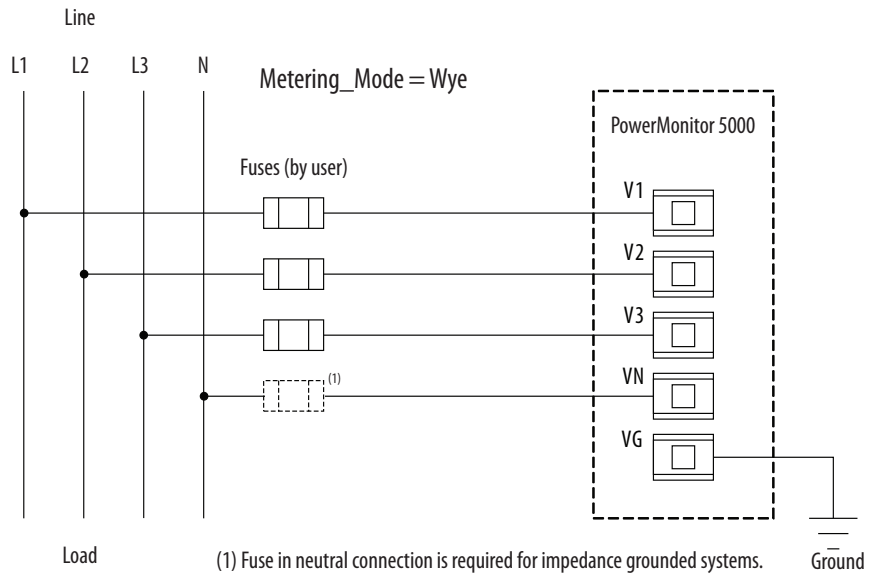 Line
L1 L2 L3 N
Metering_Mode = Wye
PowerMonitor 5000
Fuses (by user)
V1
V2
V3
(1)
VN
VG
Load
(1) Fuse in neutral connection is required for impedance grounded systems.
Ground